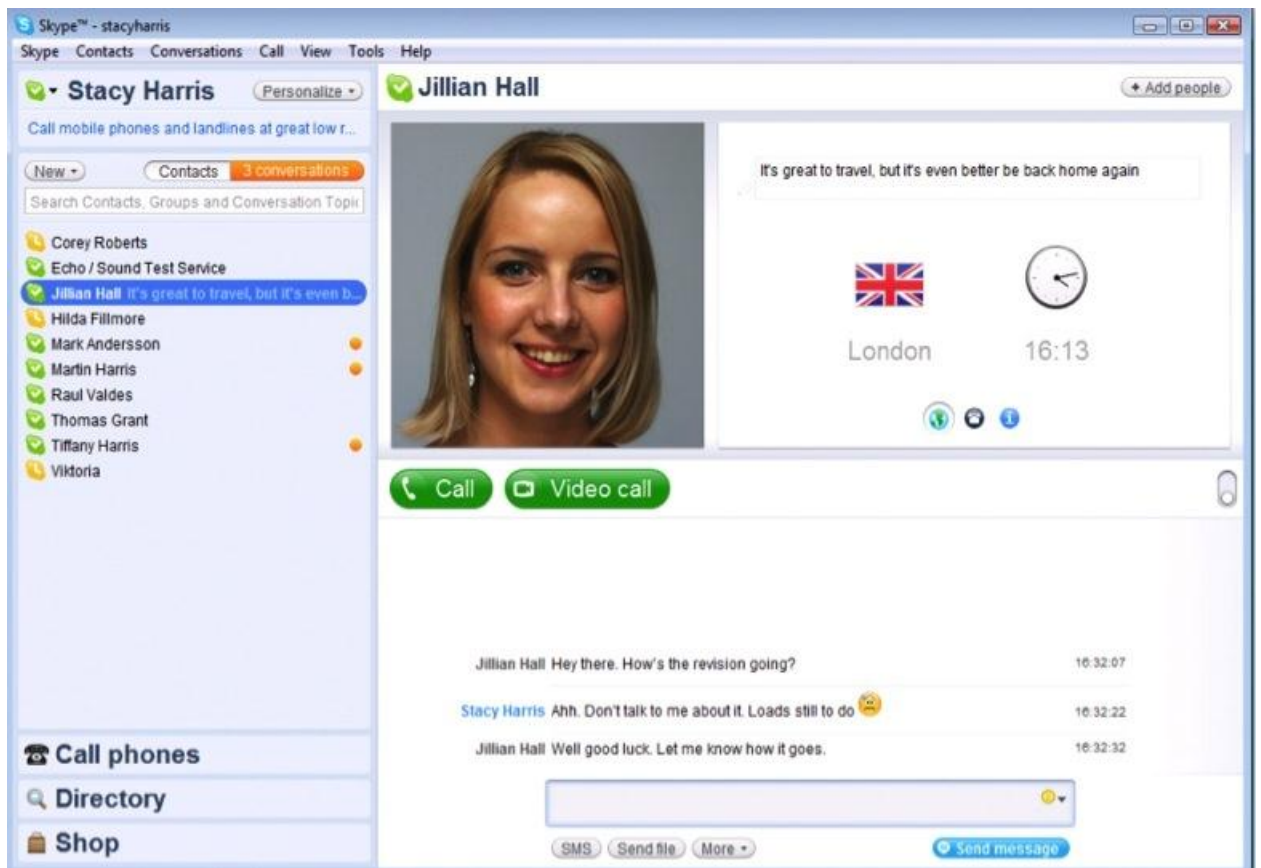 Skype™ - stacyharris
Skype Contacts Conversations Call View Tools Help
Stacy Harris
Personalize
Call mobile phones and landlines at great low r...
New
Contacts
3 conversations
Search Contacts, Groups and Conversation Topic
Corey Roberts
Echo / Sound Test Service
Jillian Hall It's great to travel, but it's even b...
Hilda Fillmore
Mark Andersson
Martin Harris
Raul Valdes
Thomas Grant
Tiffany Harris
Viktoria
Call phones
Directory
Shop
Jillian Hall
+ Add people
It's great to travel, but it's even better be back home again
London
16:13
Call
Video call
Jillian Hall Hey there. How's the revision going? 16:32:07
Stacy Harris Ahh. Don't talk to me about it. Loads still to do 16:32:22
Jillian Hall Well good luck. Let me know how it goes. 16:32:32
SMS Send file More
Send message